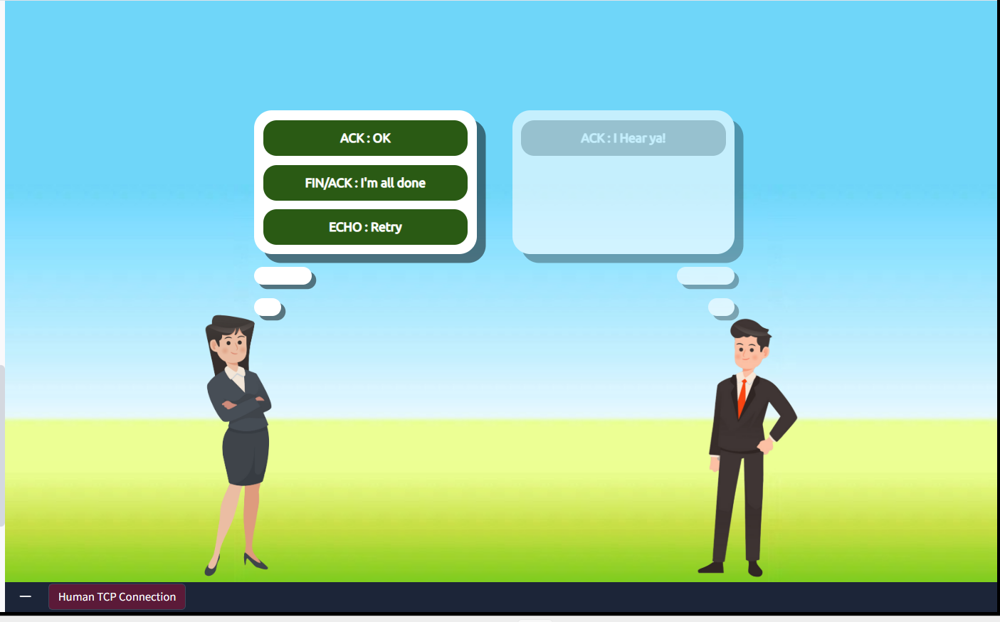 ACK : OK
FIN/ACK : I'm all done
ECHO : Retry
ACK : I Hear ya!
Human TCP Connection